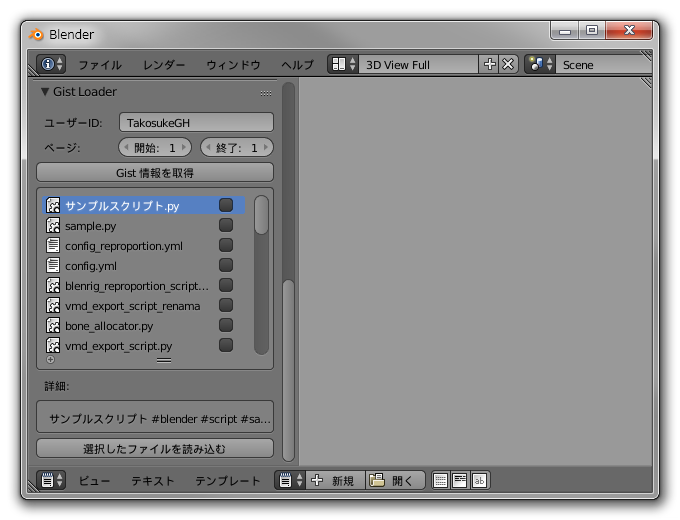 Blender
ファイル レンダー ウィンドウ ヘルプ 3D View Full Scene
Gist Loader
ユーザーID: TakosukeGH
ページ: 開始: 1 終了: 1
Gist 情報を取得
サンプルスクリプト.py
sample.py
config_reproportion.yml
config.yml
blenrig_reproportion_script...
vmd_export_script_renama
bone_allocator.py
vmd_export_script.py
詳細:
サンプルスクリプト #blender #script #sa...
選択したファイルを読み込む
ビュー テキスト テンプレート 新規 開く ab